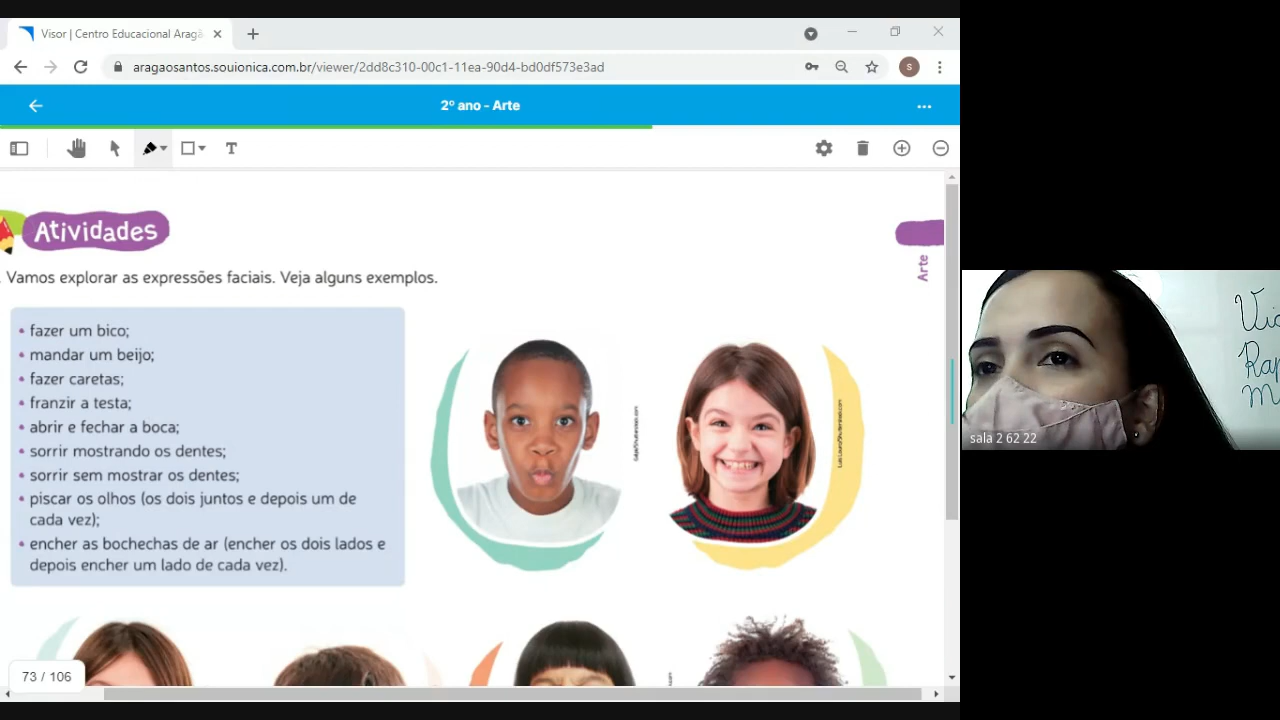 Visor | Centro Educacional Aragã
aragaosantos.souionica.com.br/viewer/2dd8c310-00c1-11ea-90d4-bd0df573e3ad
s
2º ano - Arte
T
Atividades
Arte
. Vamos explorar as expressões faciais. Veja alguns exemplos.
• fazer um bico;
• mandar um beijo;
• fazer caretas;
• franzir a testa;
• abrir e fechar a boca;
• sorrir mostrando os dentes;
• sorrir sem mostrar os dentes;
• piscar os olhos (os dois juntos e depois um de
cada vez);
• encher as bochechas de ar (encher os dois lados e
depois encher um lado de cada vez).
73 / 106
sala 2 62 22